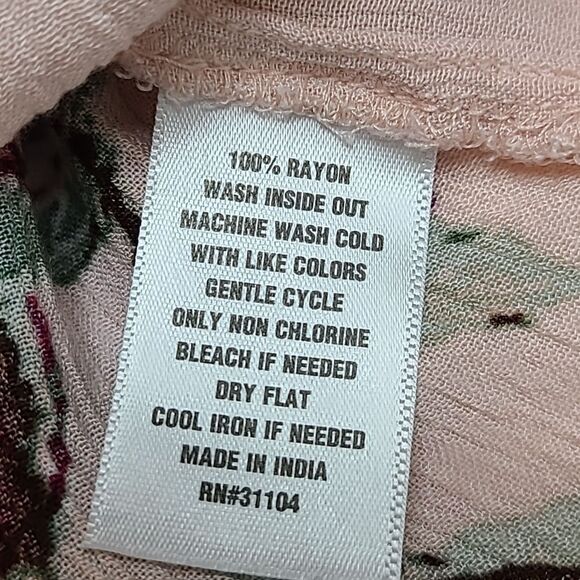 100% RAYON
WASH INSIDE OUT
MACHINE WASH COLD
WITH LIKE COLORS
GENTLE CYCLE
ONLY NON CHLORINE
BLEACH IF NEEDED
DRY FLAT
COOL IRON IF NEEDED
MADE IN INDIA
RN#31104